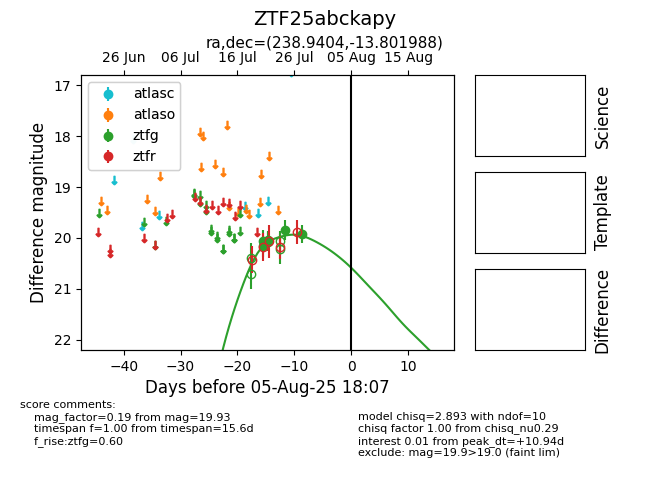 ZTF25abckapy
ra,dec=(238.9404,-13.801988)
26 Jun 06 Jul 16 Jul 26 Jul 05 Aug 15 Aug
atlasc
atlaso
ztfg
ztfr
17
18
19
20
21
22
Difference magnitude
−40 −30 −20 −10 0 10
Days before 05-Aug-25 18:07
Science
Template
Difference
score comments:
mag_factor=0.19 from mag=19.93
timespan f=1.00 from timespan=15.6d
f_rise:ztfg=0.60
model chisq=2.893 with ndof=10
chisq factor 1.00 from chisq_nu0.29
interest 0.01 from peak_dt=+10.94d
exclude: mag=19.9>19.0 (faint lim)